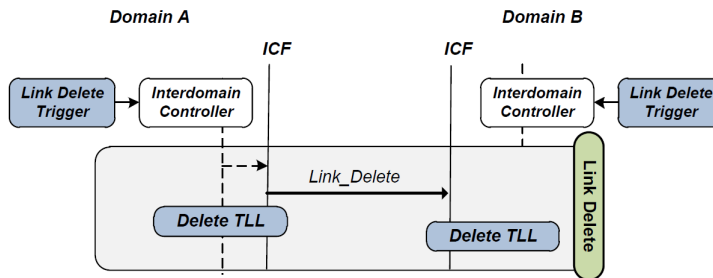 Domain A
Domain B
ICF
ICF
Link Delete
Trigger
Interdomain
Controller
Interdomain
Controller
Link Delete
Trigger
Link_Delete
Delete TLL
Delete TLL
Link Delete